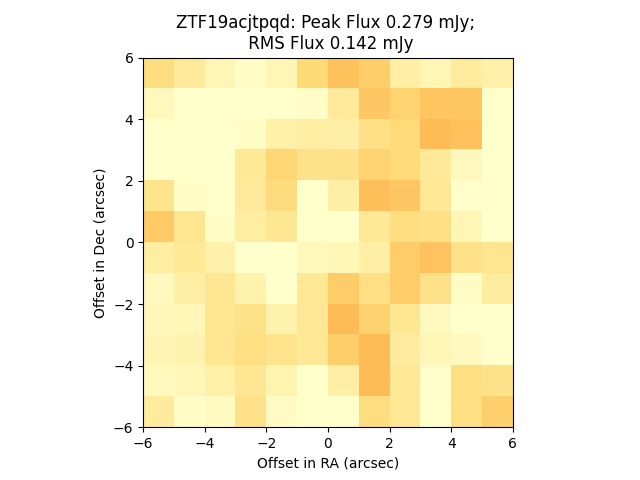 ZTF19acjtpqd: Peak Flux 0.279 mJy;
RMS Flux 0.142 mJy
6
4
2
0
−2
−4
−6
Offset in Dec (arcsec)
−6 −4 −2 0 2 4 6
Offset in RA (arcsec)